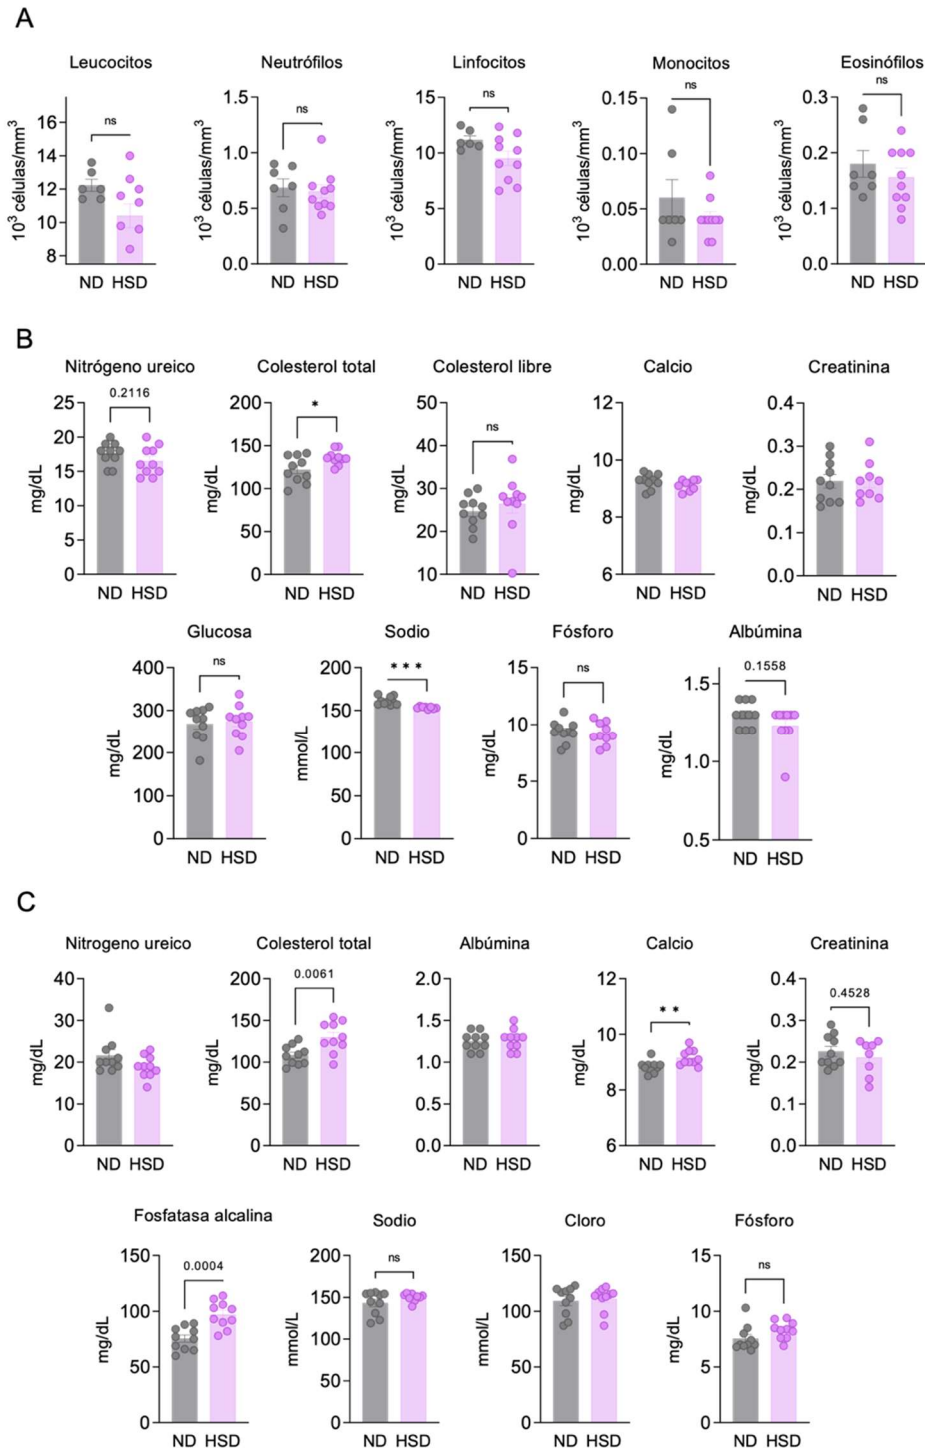 A
Leucocitos
Neutrófilos
Linfocitos
Monocitos
Eosinófilos
10³ células/mm³
16
14
12
10
8
ns
ND HSD
10³ células/mm³
1.5
1.0
0.5
0.0
ns
ND HSD
10³ células/mm³
15
10
5
0
ns
ND HSD
10³ células/mm³
0.15
0.10
0.05
0.00
ns
ND HSD
10³ células/mm³
0.3
0.2
0.1
0.0
ns
ND HSD
B
Nitrógeno ureico
Colesterol total
Colesterol libre
Calcio
Creatinina
mg/dL
25
20
15
10
5
0
0.2116
ND HSD
mg/dL
200
150
100
50
0
*
ND HSD
mg/dL
50
40
30
20
10
ns
ND HSD
mg/dL
12
10
8
6
ND HSD
mg/dL
0.4
0.3
0.2
0.1
0.0
ND HSD
Glucosa
Sodio
Fósforo
Albúmina
mg/dL
400
300
200
100
0
ns
ND HSD
mmol/L
200
150
100
50
0
***
ND HSD
mg/dL
15
10
5
0
ns
ND HSD
mg/dL
1.5
1.0
0.5
0.1558
ND HSD
C
Nitrogeno ureico
Colesterol total
Albúmina
Calcio
Creatinina
mg/dL
40
30
20
10
0
ND HSD
mg/dL
200
150
100
50
0
0.0061
ND HSD
mg/dL
2.0
1.5
1.0
0.5
0.0
ND HSD
mg/dL
12
10
8
6
**
ND HSD
mg/dL
0.4
0.3
0.2
0.1
0.0
0.4528
ND HSD
Fosfatasa alcalina
Sodio
Cloro
Fósforo
mg/dL
150
100
50
0
0.0004
ND HSD
mmol/L
200
150
100
50
0
ns
ND HSD
mmol/L
150
100
50
0
ND HSD
mg/dL
15
10
5
0
ns
ND HSD